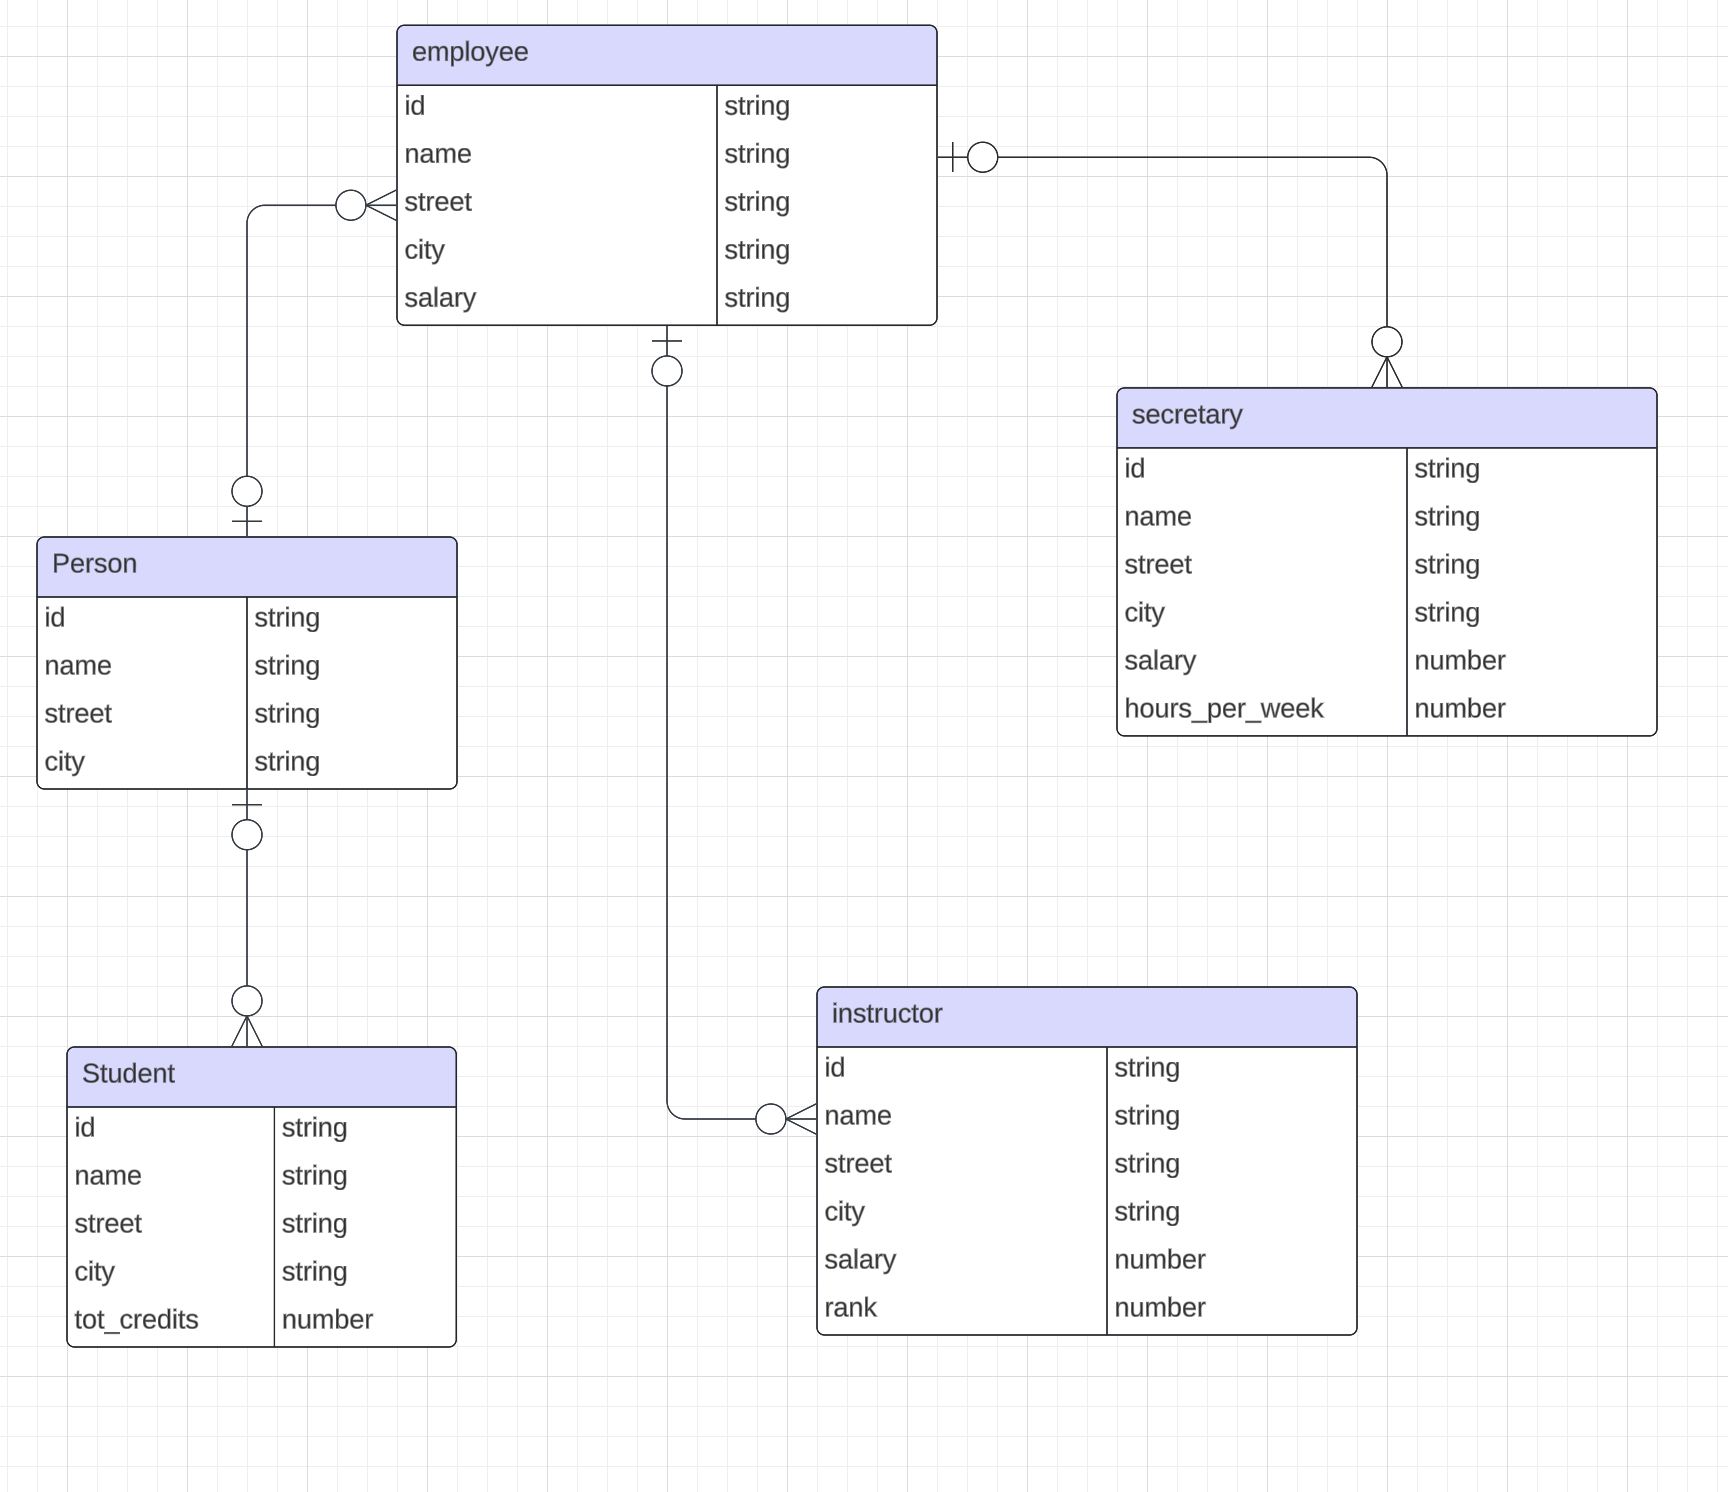 employee
id string
name string
street string
city string
salary string
secretary
id string
name string
street string
city string
salary number
hours_per_week number
Person
id string
name string
street string
city string
Student
id string
name string
street string
city string
tot_credits number
instructor
id string
name string
street string
city string
salary number
rank number